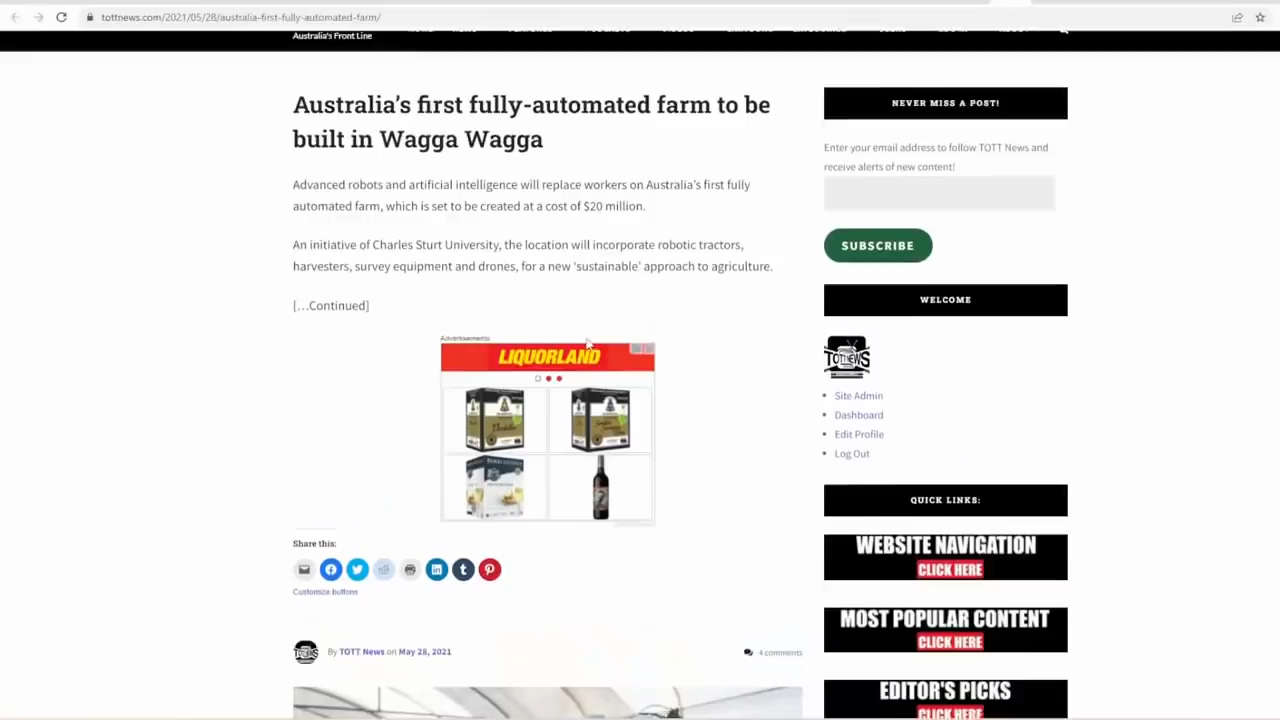 tottnews.com/2021/05/28/australia-first-fully-automated-farm/
Australia's Front Line
Australia's first fully-automated farm to be
built in Wagga Wagga
Advanced robots and artificial intelligence will replace workers on Australia's first fully
automated farm, which is set to be created at a cost of $20 million.
An initiative of Charles Sturt University, the location will incorporate robotic tractors,
harvesters, survey equipment and drones, for a new 'sustainable' approach to agriculture.
[…Continued]
Advertisements
LIQUORLAND
Share this:
Customize buttons
By TOTT News on May 28, 2021
4 comments
NEVER MISS A POST!
Enter your email address to follow TOTT News and
receive alerts of new content!
SUBSCRIBE
WELCOME
TOTTNEWS
Site Admin
Dashboard
Edit Profile
Log Out
QUICK LINKS:
WEBSITE NAVIGATION
CLICK HERE
MOST POPULAR CONTENT
CLICK HERE
EDITOR'S PICKS
CLICK HERE